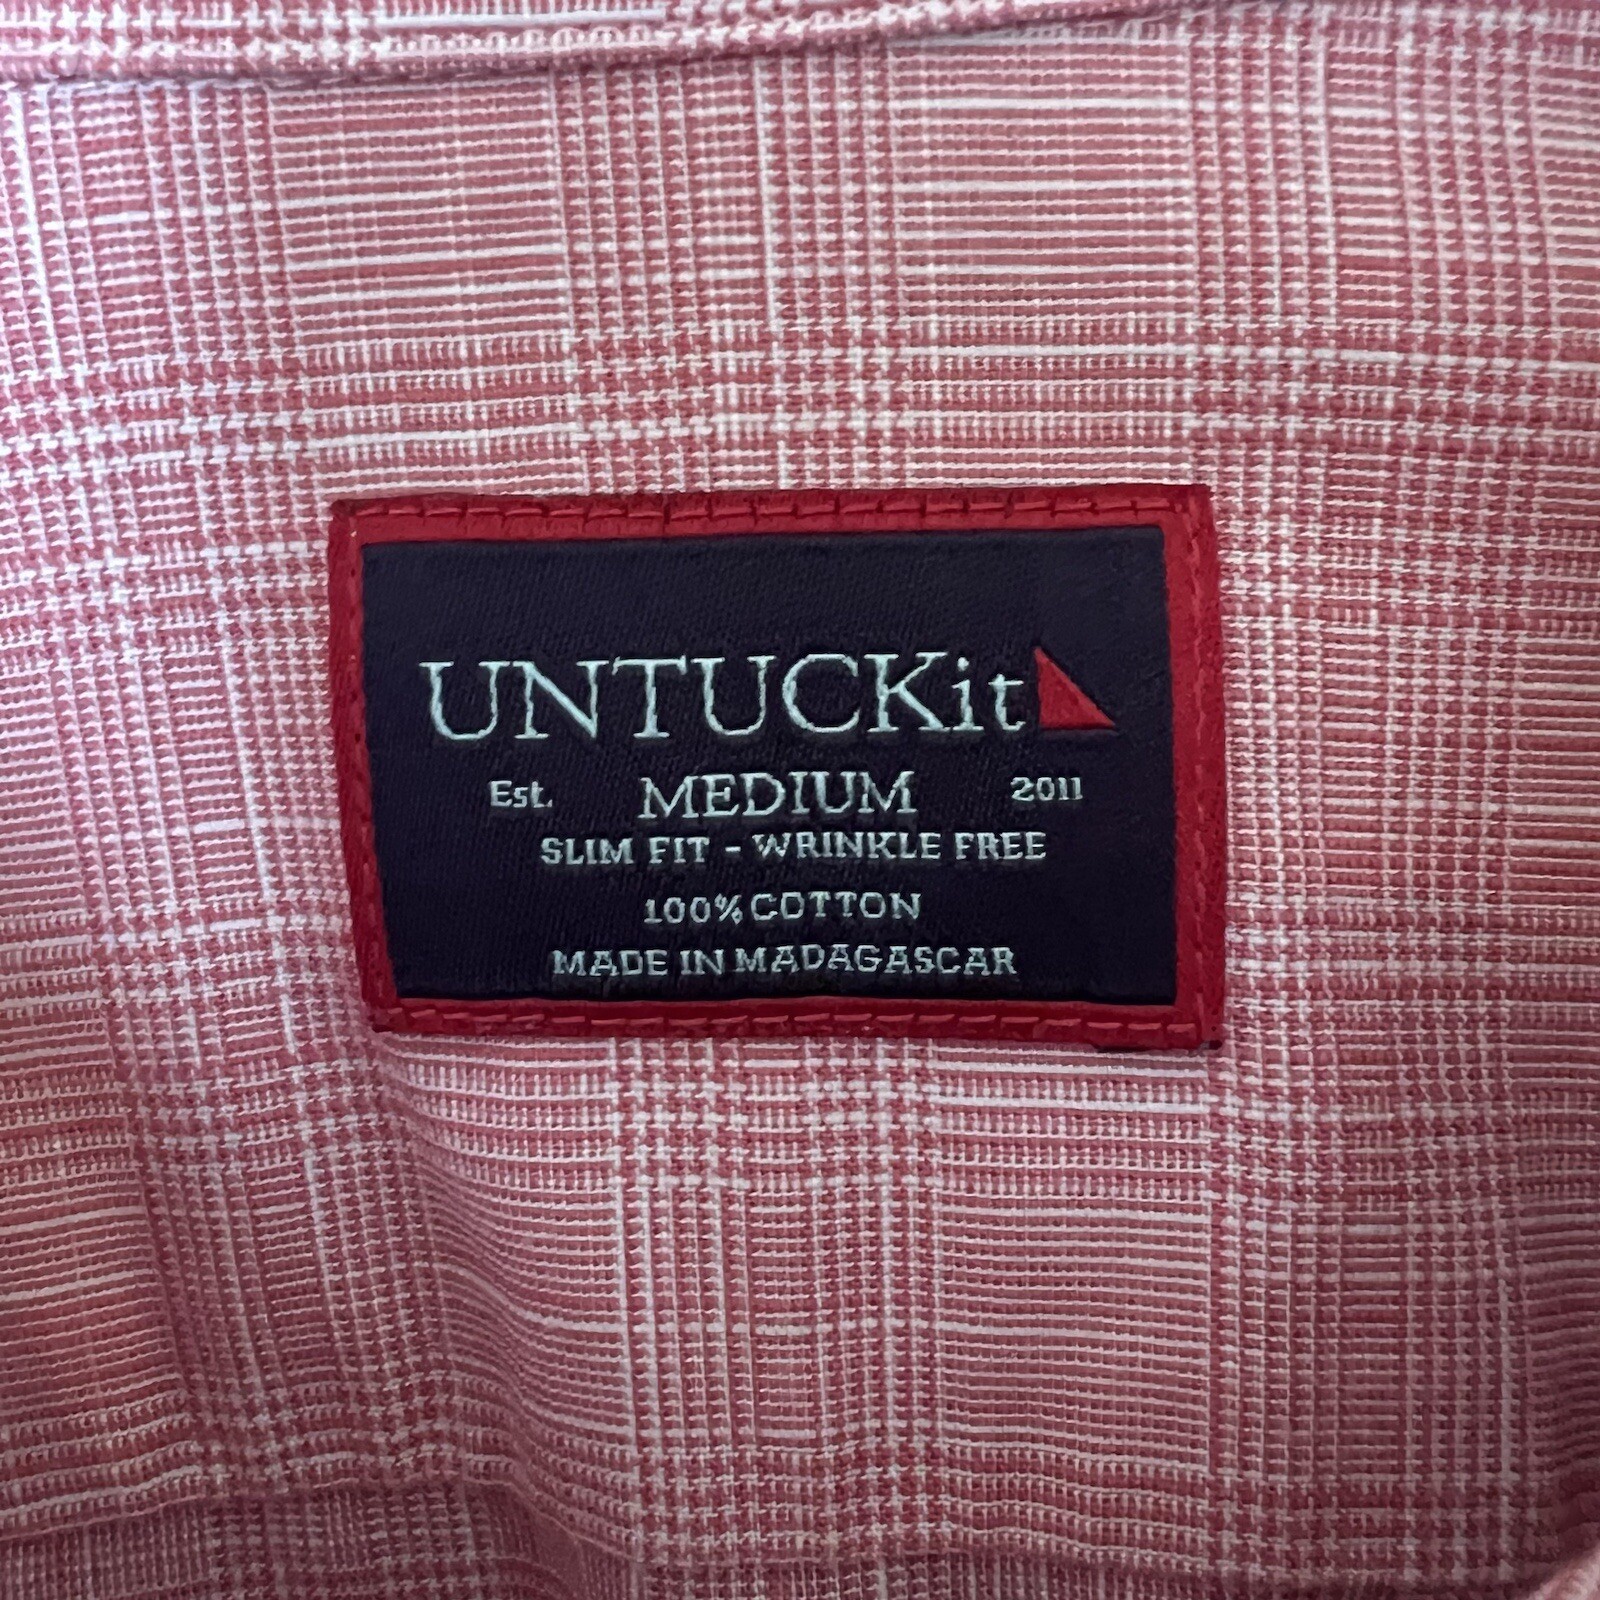 UNTUCKit
Est. MEDIUM 2011
SLIM FIT - WRINKLE FREE
100% COTTON
MADE IN MADAGASCAR